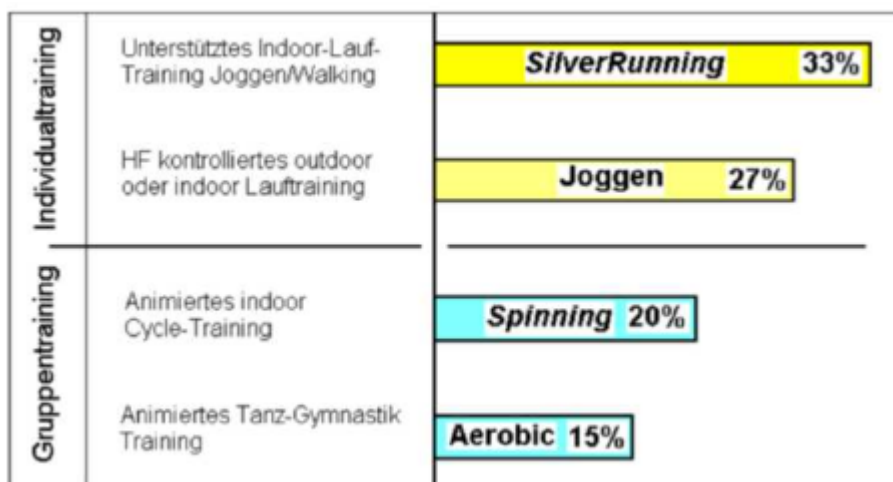 Individualtraining
Unterstütztes Indoor-Lauf-
Training Joggen/Walking
SilverRunning 33%
HF kontrolliertes outdoor
oder indoor Lauftraining
Joggen 27%
Gruppentraining
Animiertes indoor
Cycle-Training
Spinning 20%
Animiertes Tanz-Gymnastik
Training
Aerobic 15%